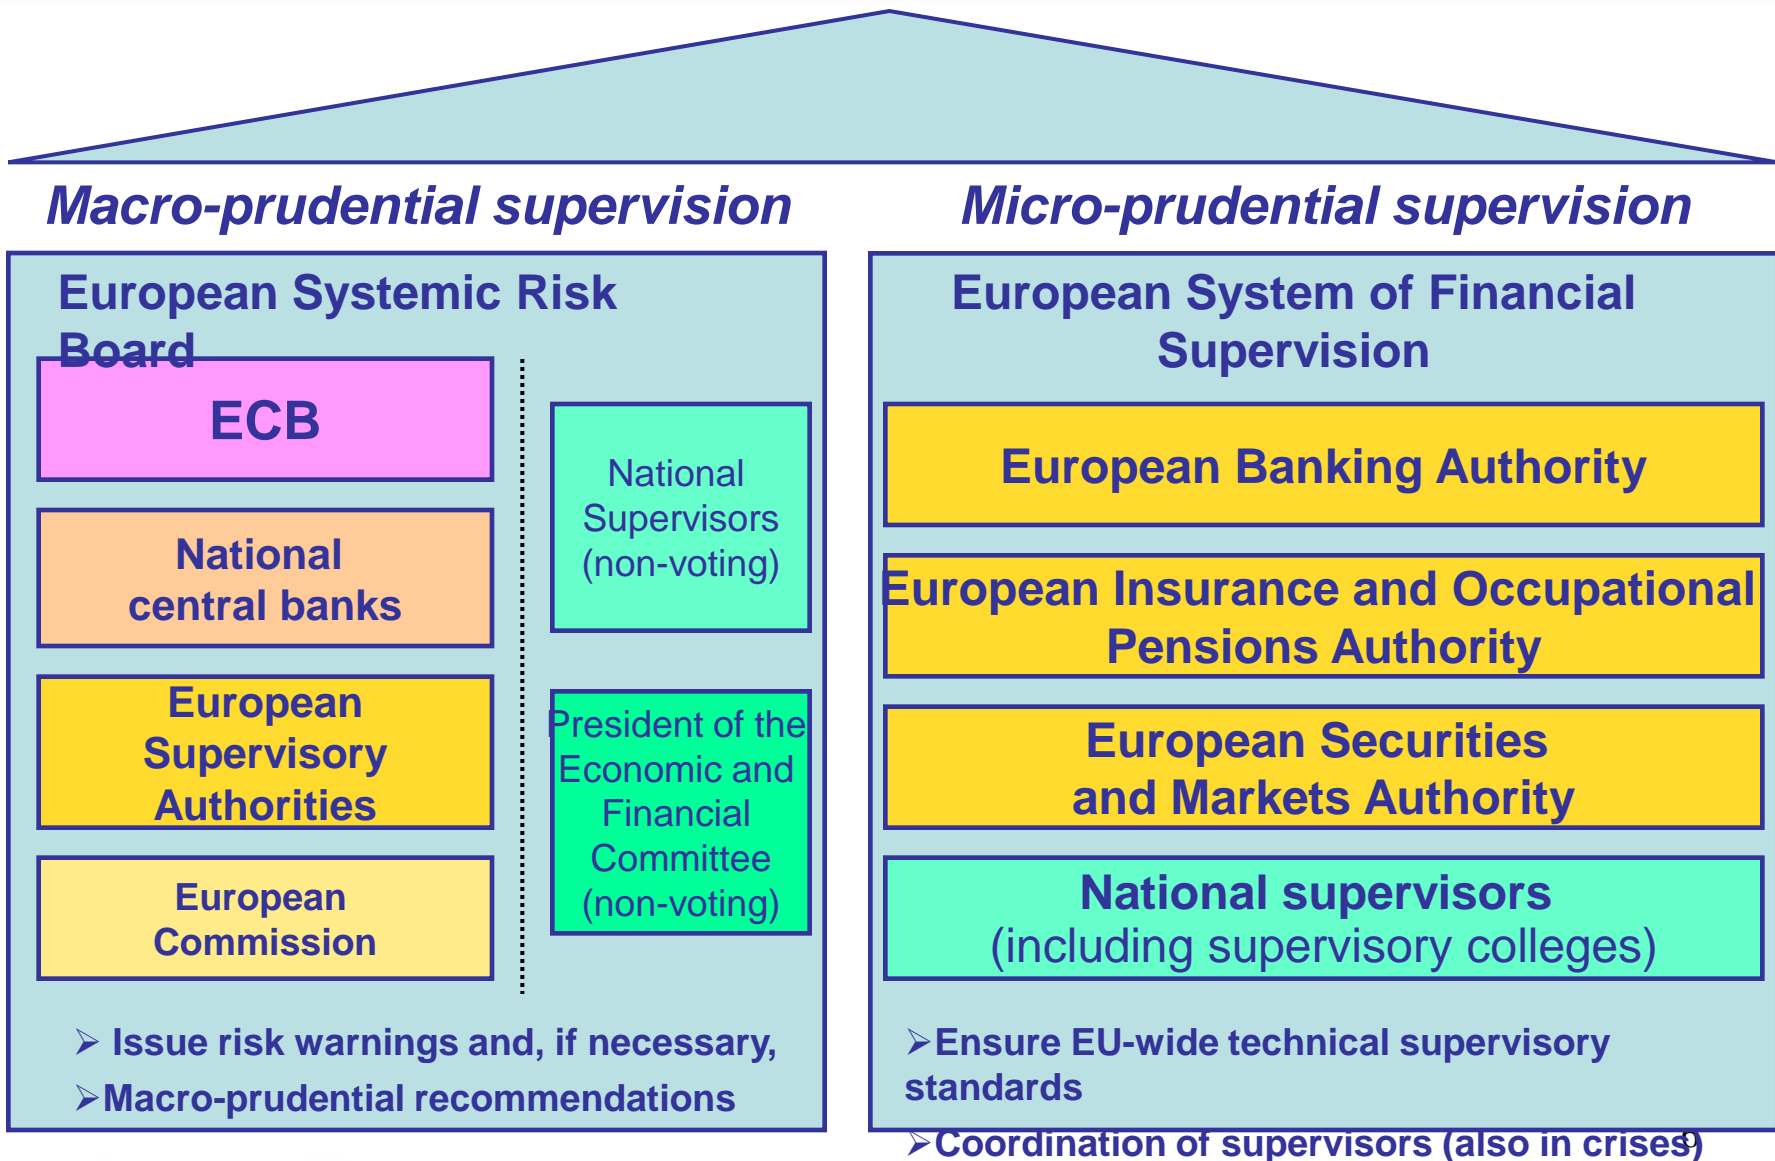 Macro-prudential supervision
European Systemic Risk
Board
ECB
National
central banks
European
Supervisory
Authorities
European
Commission
National
Supervisors
(non-voting)
President of the
Economic and
Financial
Committee
(non-voting)
➢ Issue risk warnings and, if necessary,
➢Macro-prudential recommendations
Micro-prudential supervision
European System of Financial
Supervision
European Banking Authority
European Insurance and Occupational
Pensions Authority
European Securities
and Markets Authority
National supervisors
(including supervisory colleges)
➢Ensure EU-wide technical supervisory
standards
➢Coordination of supervisors (also in crises)
9